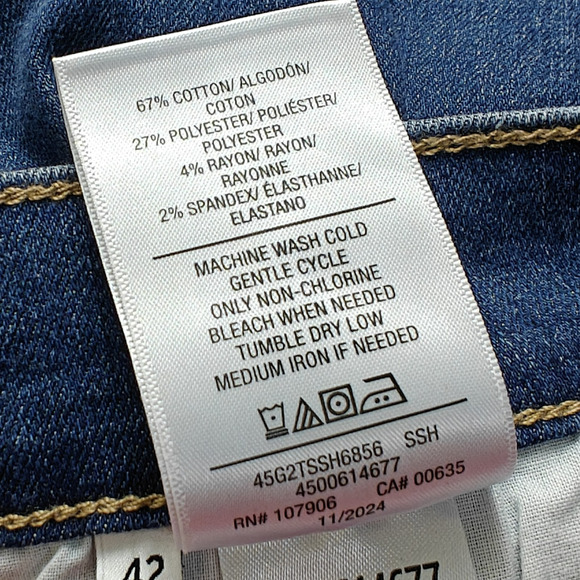 67% COTTON/ ALGODÓN/
COTON
27% POLYESTER/ POLIÉSTER/
POLYESTER
4% RAYON/ RAYON/
RAYONNE
2% SPANDEX/ ÉLASTHANNE/
ELASTANO
MACHINE WASH COLD
GENTLE CYCLE
ONLY NON-CHLORINE
BLEACH WHEN NEEDED
TUMBLE DRY LOW
MEDIUM IRON IF NEEDED
45G2TSSH6856 SSH
4500614677
RN# 107906 CA# 00635
11/2024
42
4677